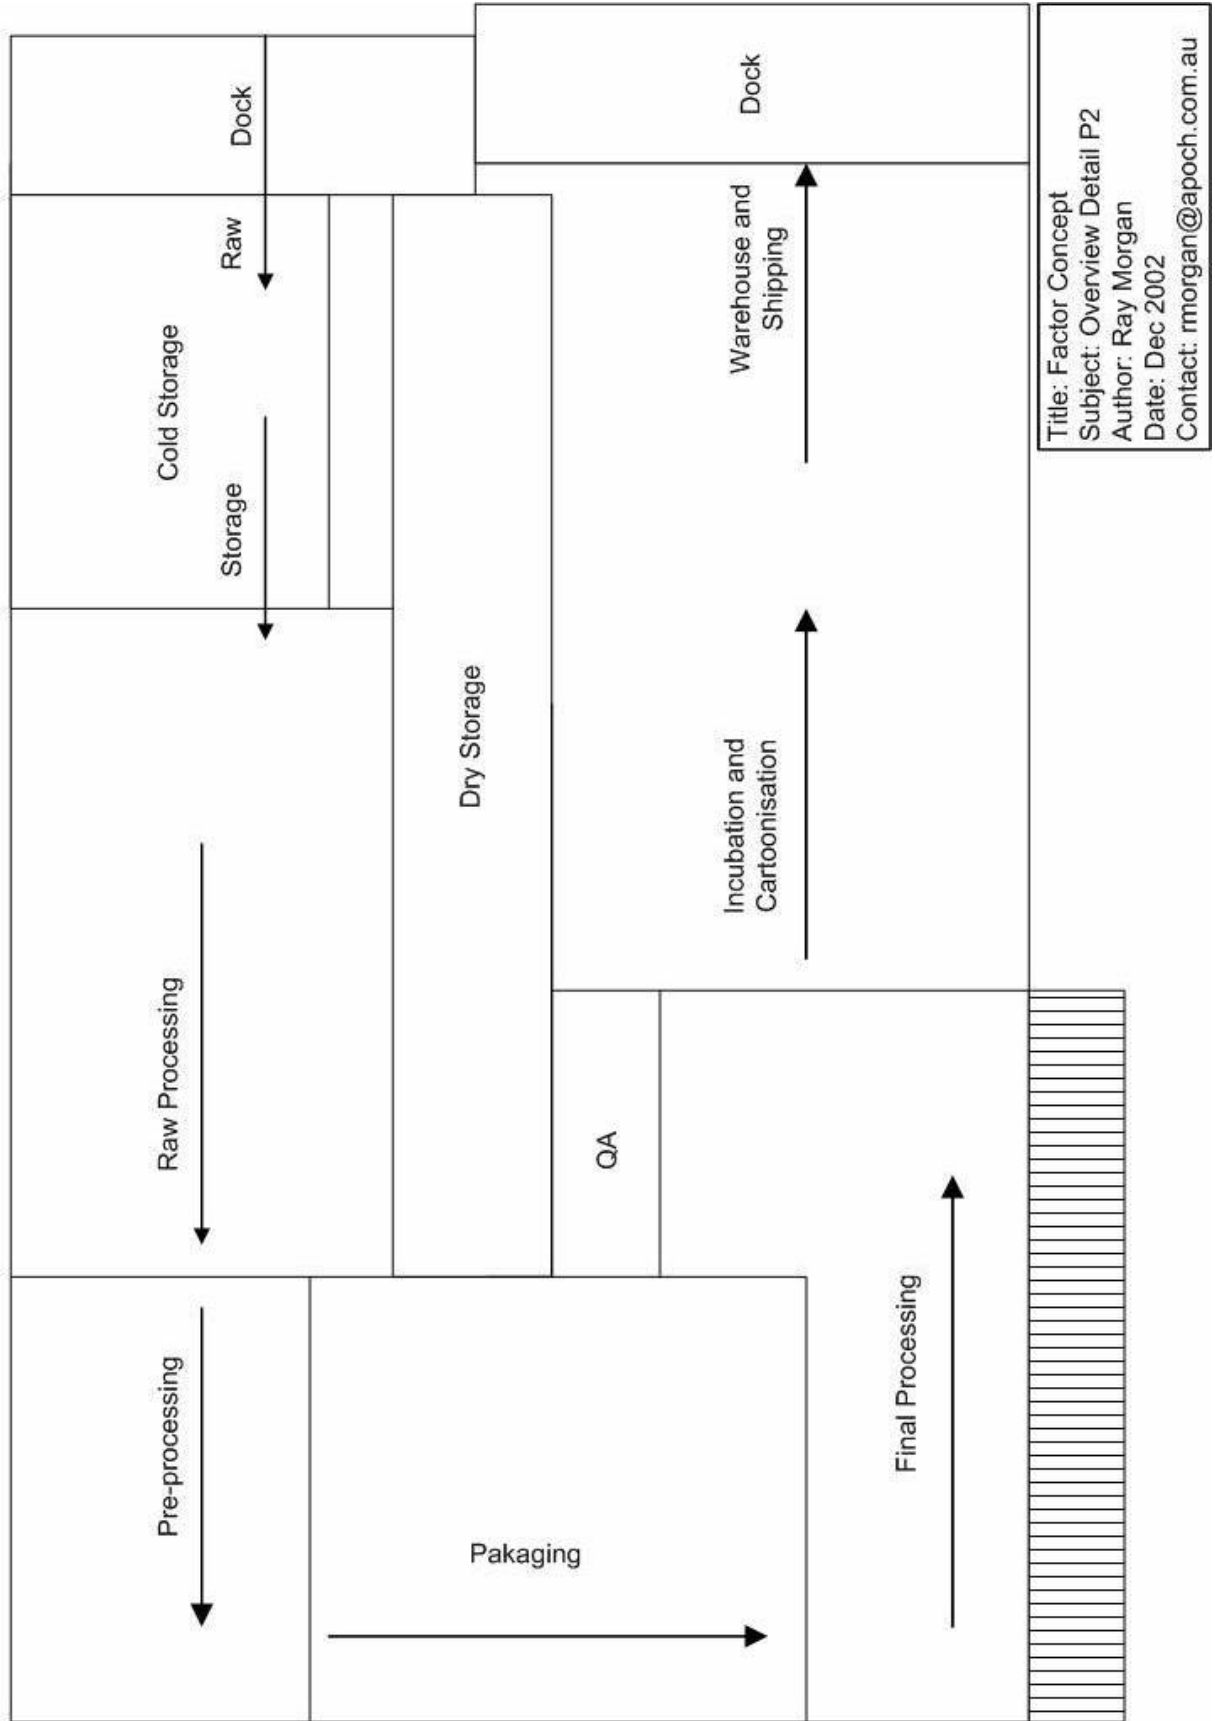 Dock
Raw
Cold Storage
Storage
Raw Processing
Pre-processing
Pakaging
Dry Storage
QA
Final Processing
Incubation and
Cartoonisation
Warehouse and
Shipping
Dock
Title: Factor Concept
Subject: Overview Detail P2
Author: Ray Morgan
Date: Dec 2002
Contact: rmorgan@apoch.com.au